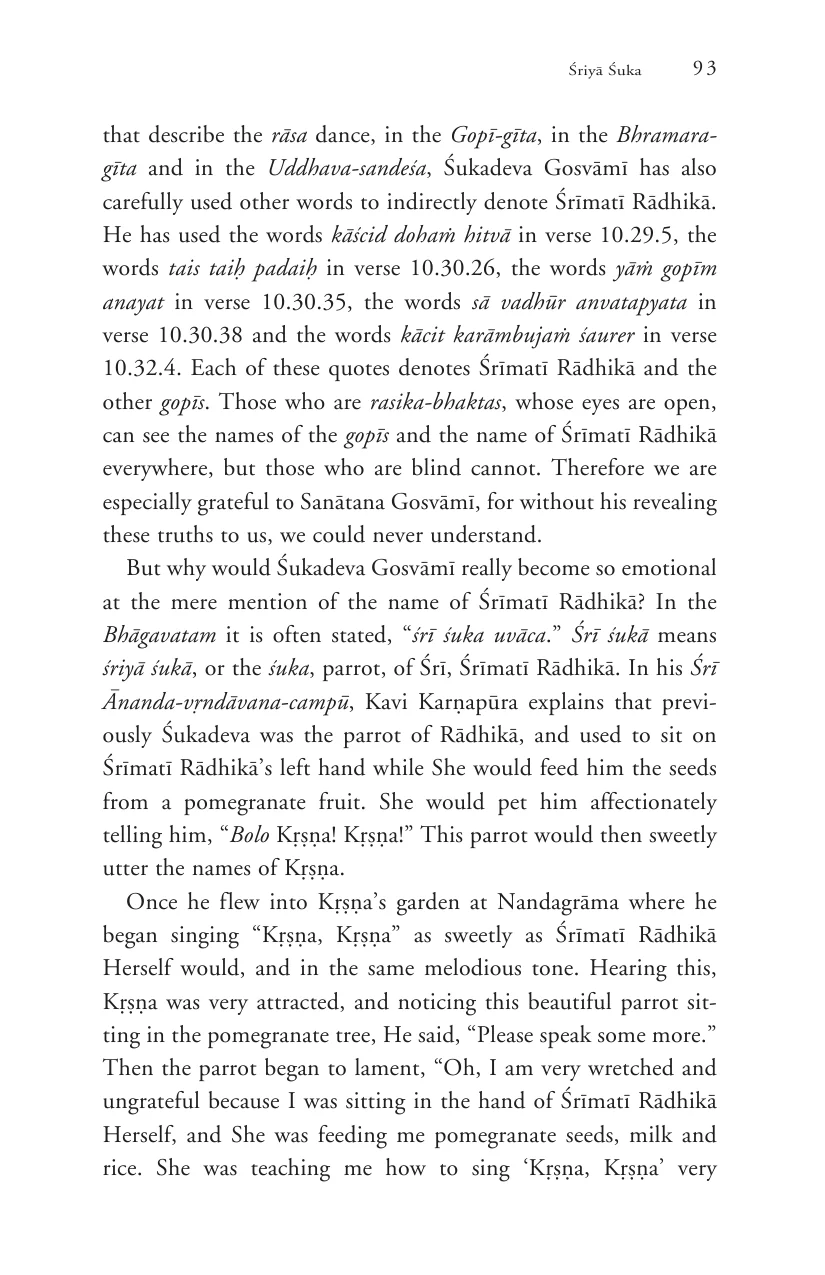 Śriyā Śuka 93
that describe the rāsa dance, in the Gopī-gīta, in the Bhramara-
gīta and in the Uddhava-sandeśa, Śukadeva Gosvāmī has also
carefully used other words to indirectly denote Śrīmatī Rādhikā.
He has used the words kāścid dohaṁ hitvā in verse 10.29.5, the
words tais taiḥ padaiḥ in verse 10.30.26, the words yāṁ gopīm
anayat in verse 10.30.35, the words sā vadhūr anvatapyata in
verse 10.30.38 and the words kācit karāmbujaṁ śaurer in verse
10.32.4. Each of these quotes denotes Śrīmatī Rādhikā and the
other gopīs. Those who are rasika-bhaktas, whose eyes are open,
can see the names of the gopīs and the name of Śrīmatī Rādhikā
everywhere, but those who are blind cannot. Therefore we are
especially grateful to Sanātana Gosvāmī, for without his revealing
these truths to us, we could never understand.
But why would Śukadeva Gosvāmī really become so emotional
at the mere mention of the name of Śrīmatī Rādhikā? In the
Bhāgavatam it is often stated, “śrī śuka uvāca.” Śrī śukā means
śriyā śukā, or the śuka, parrot, of Śrī, Śrīmatī Rādhikā. In his Śrī
Ānanda-vṛndāvana-campū, Kavi Karṇapūra explains that previ-
ously Śukadeva was the parrot of Rādhikā, and used to sit on
Śrīmatī Rādhikā’s left hand while She would feed him the seeds
from a pomegranate fruit. She would pet him affectionately
telling him, “Bolo Kṛṣṇa! Kṛṣṇa!” This parrot would then sweetly
utter the names of Kṛṣṇa.
Once he flew into Kṛṣṇa’s garden at Nandagrāma where he
began singing “Kṛṣṇa, Kṛṣṇa” as sweetly as Śrīmatī Rādhikā
Herself would, and in the same melodious tone. Hearing this,
Kṛṣṇa was very attracted, and noticing this beautiful parrot sit-
ting in the pomegranate tree, He said, “Please speak some more.”
Then the parrot began to lament, “Oh, I am very wretched and
ungrateful because I was sitting in the hand of Śrīmatī Rādhikā
Herself, and She was feeding me pomegranate seeds, milk and
rice. She was teaching me how to sing ‘Kṛṣṇa, Kṛṣṇa’ very